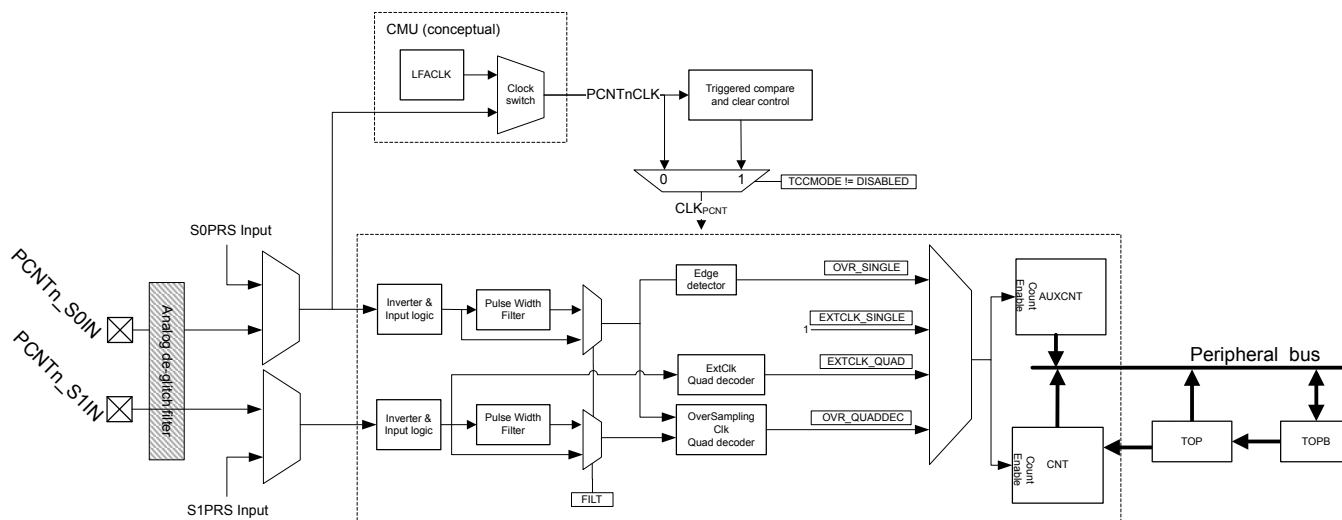 CMU (conceptual)
LFACLK
Clock
switch
PCNTnCLK
Triggered compare
and clear control
0
1
TCCMODE != DISABLED
CLKPCNT
S0PRS Input
PCNTn_S0IN
PCNTn_S1IN
Analog de-glitch filter
S1PRS Input
Inverter &
Input logic
Pulse Width
Filter
Edge
detector
OVR_SINGLE
EXTCLK_SINGLE
1
ExtClk
Quad decoder
EXTCLK_QUAD
Inverter &
Input logic
Pulse Width
Filter
OverSampling
Clk
Quad decoder
OVR_QUADDEC
FILT
Count
Enable
AUXCNT
Peripheral bus
Count
Enable
CNT
TOP
TOPB